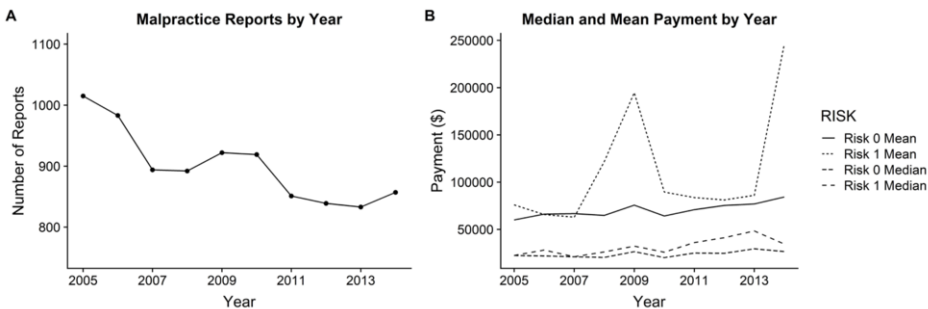 A
Malpractice Reports by Year
1100
1000
900
800
Number of Reports
2005
2007
2009
2011
2013
Year
B
Median and Mean Payment by Year
250000
200000
150000
100000
50000
Payment ($)
2005
2007
2009
2011
2013
Year
RISK
Risk 0 Mean
Risk 1 Mean
Risk 0 Median
Risk 1 Median